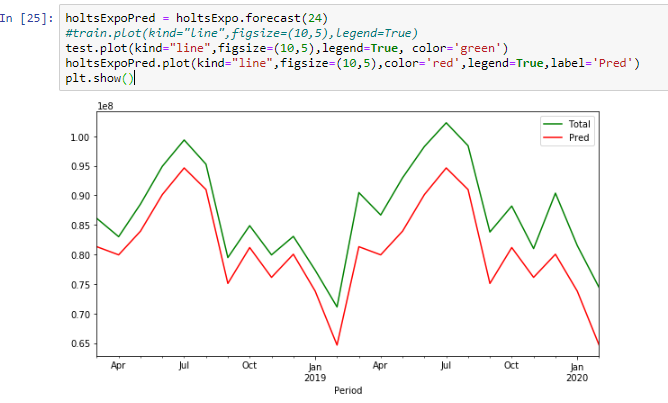 In [25]:
holtsExpoPred = holtsExpo.forecast(24)
#train.plot(kind="line",figsize=(10,5),legend=True)
test.plot(kind="line",figsize=(10,5),legend=True, color='green')
holtsExpoPred.plot(kind="line",figsize=(10,5),color='red',legend=True,label='Pred')
plt.show()
1e8
Total
Pred
1.00
0.95
0.90
0.85
0.80
0.75
0.70
0.65
Apr Jul Oct Jan Apr Jul Oct Jan
2019 2020
Period